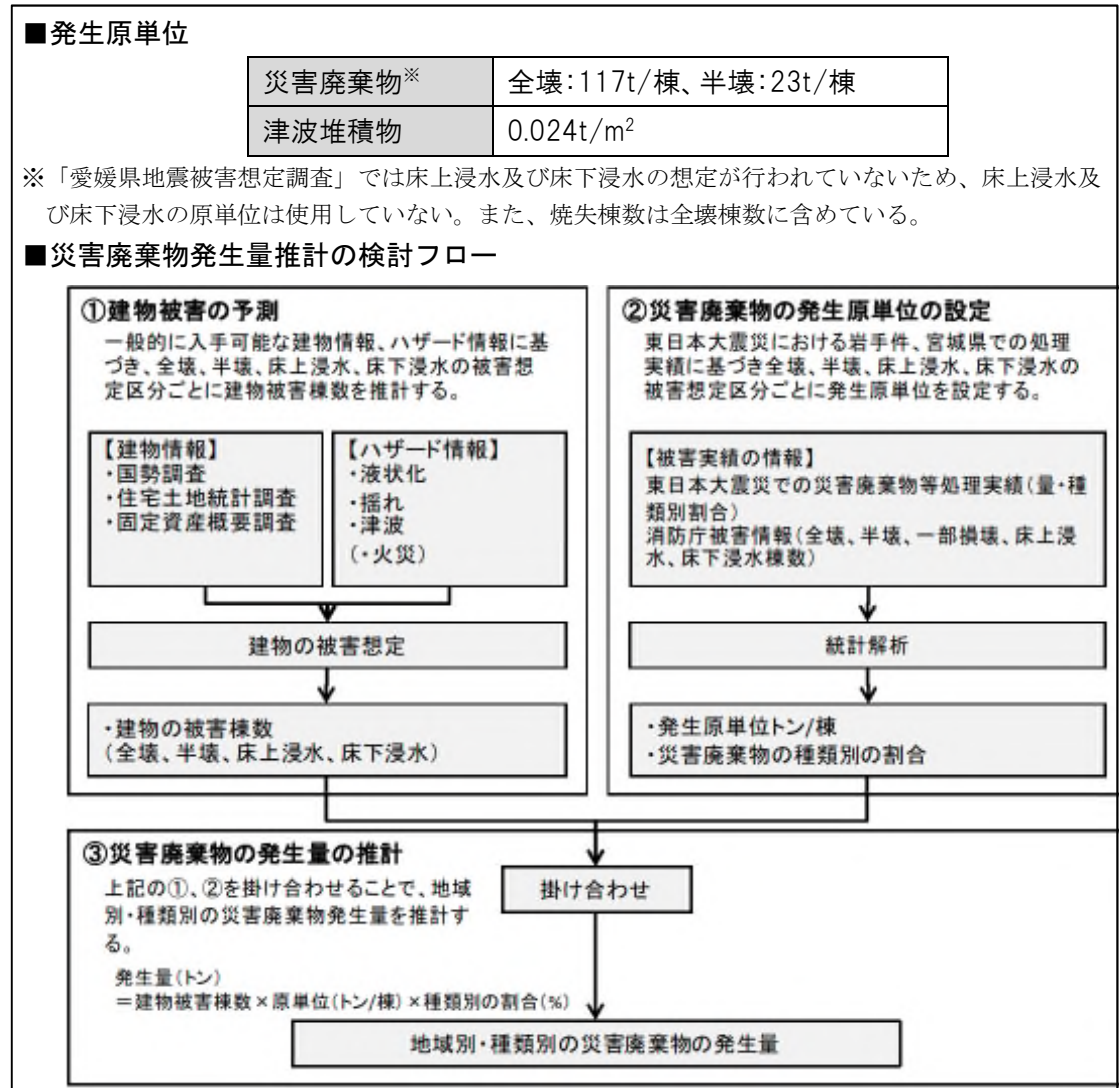 ■発生原単位
災害廃棄物※ 全壊:117t/棟、半壊:23t/棟
津波堆積物 0.024t/m2
※「愛媛県地震被害想定調査」では床上浸水及び床下浸水の想定が行われていないため、床上浸水及
び床下浸水の原単位は使用していない。また、焼失棟数は全壊棟数に含めている。
■災害廃棄物発生量推計の検討フロー
①建物被害の予測
一般的に入手可能な建物情報、ハザード情報に基
づき、全壊、半壊、床上浸水、床下浸水の被害想
定区分ごとに建物被害棟数を推計する。
【建物情報】
・国勢調査
・住宅土地統計調査
・固定資産概要調査
【ハザード情報】
・液状化
・揺れ
・津波
(・火災)
建物の被害想定
・建物の被害棟数
(全壊、半壊、床上浸水、床下浸水)
②災害廃棄物の発生原単位の設定
東日本大震災における岩手件、宮城県での処理
実績に基づき全壊、半壊、床上浸水、床下浸水の
被害想定区分ごとに発生原単位を設定する。
【被害実績の情報】
東日本大震災での災害廃棄物等処理実績(量・種
類別割合)
消防庁被害情報(全壊、半壊、一部損壊、床上浸
水、床下浸水棟数)
統計解析
・発生原単位トン/棟
・災害廃棄物の種類別の割合
③災害廃棄物の発生量の推計
上記の①、②を掛け合わせることで、地域
別・種類別の災害廃棄物発生量を推計す
る。
発生量(トン)
=建物被害棟数×原単位(トン/棟)×種類別の割合(%)
掛け合わせ
地域別・種類別の災害廃棄物の発生量